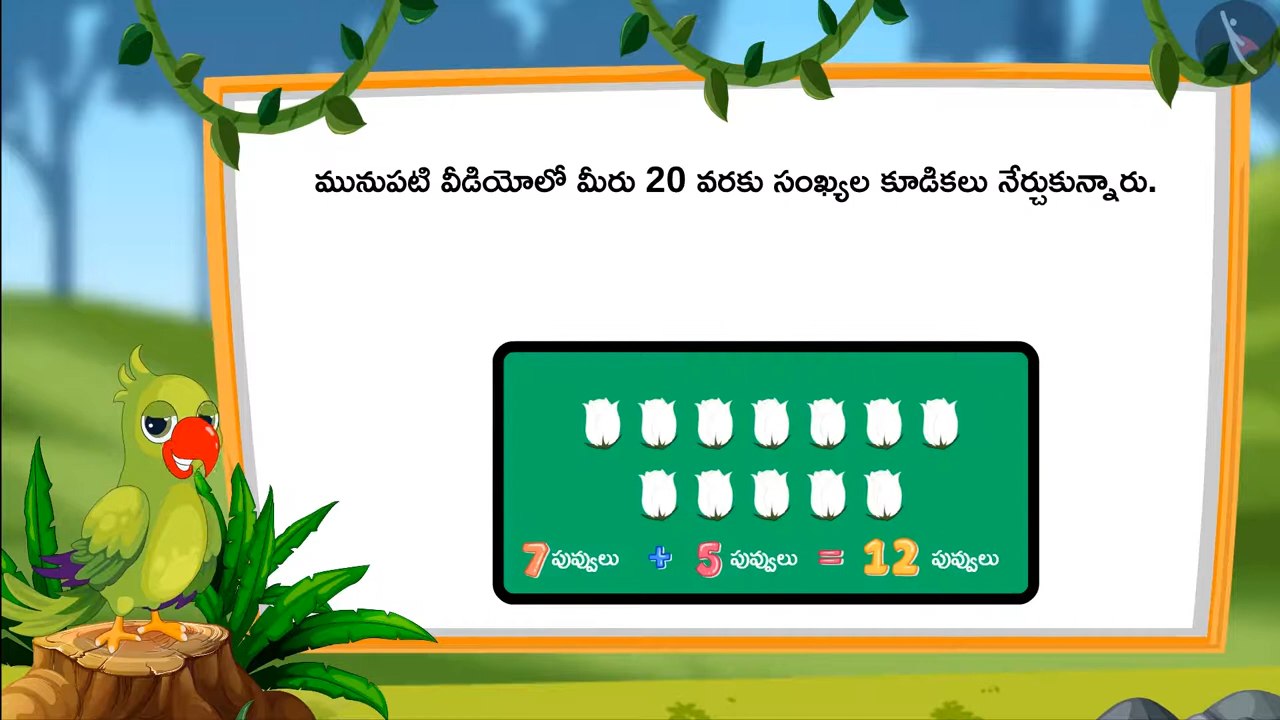 మునుపటి వీడియోలో మీరు 20 వరకు సంఖ్యల కూడికలు నేర్చుకున్నారు.
7 పువ్వులు + 5 పువ్వులు = 12 పువ్వులు